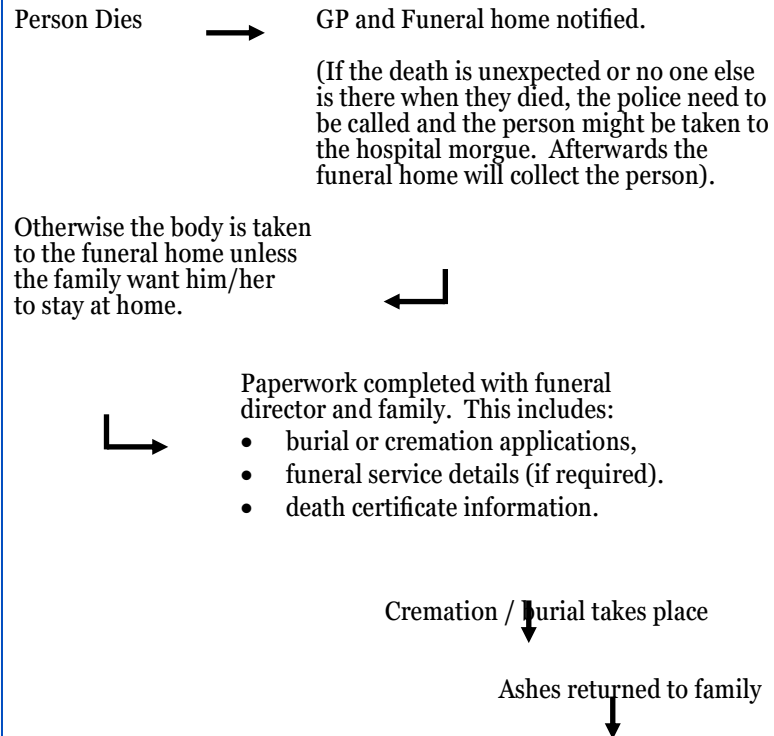 Person Dies
GP and Funeral home notified.
(If the death is unexpected or no one else
is there when they died, the police need to
be called and the person might be taken to
the hospital morgue.  Afterwards the
funeral home will collect the person).
Otherwise the body is taken
to the funeral home unless
the family want him/her
to stay at home.
Paperwork completed with funeral
director and family.  This includes:
• burial or cremation applications,
• funeral service details (if required).
• death certificate information.
Cremation / burial takes place
Ashes returned to family